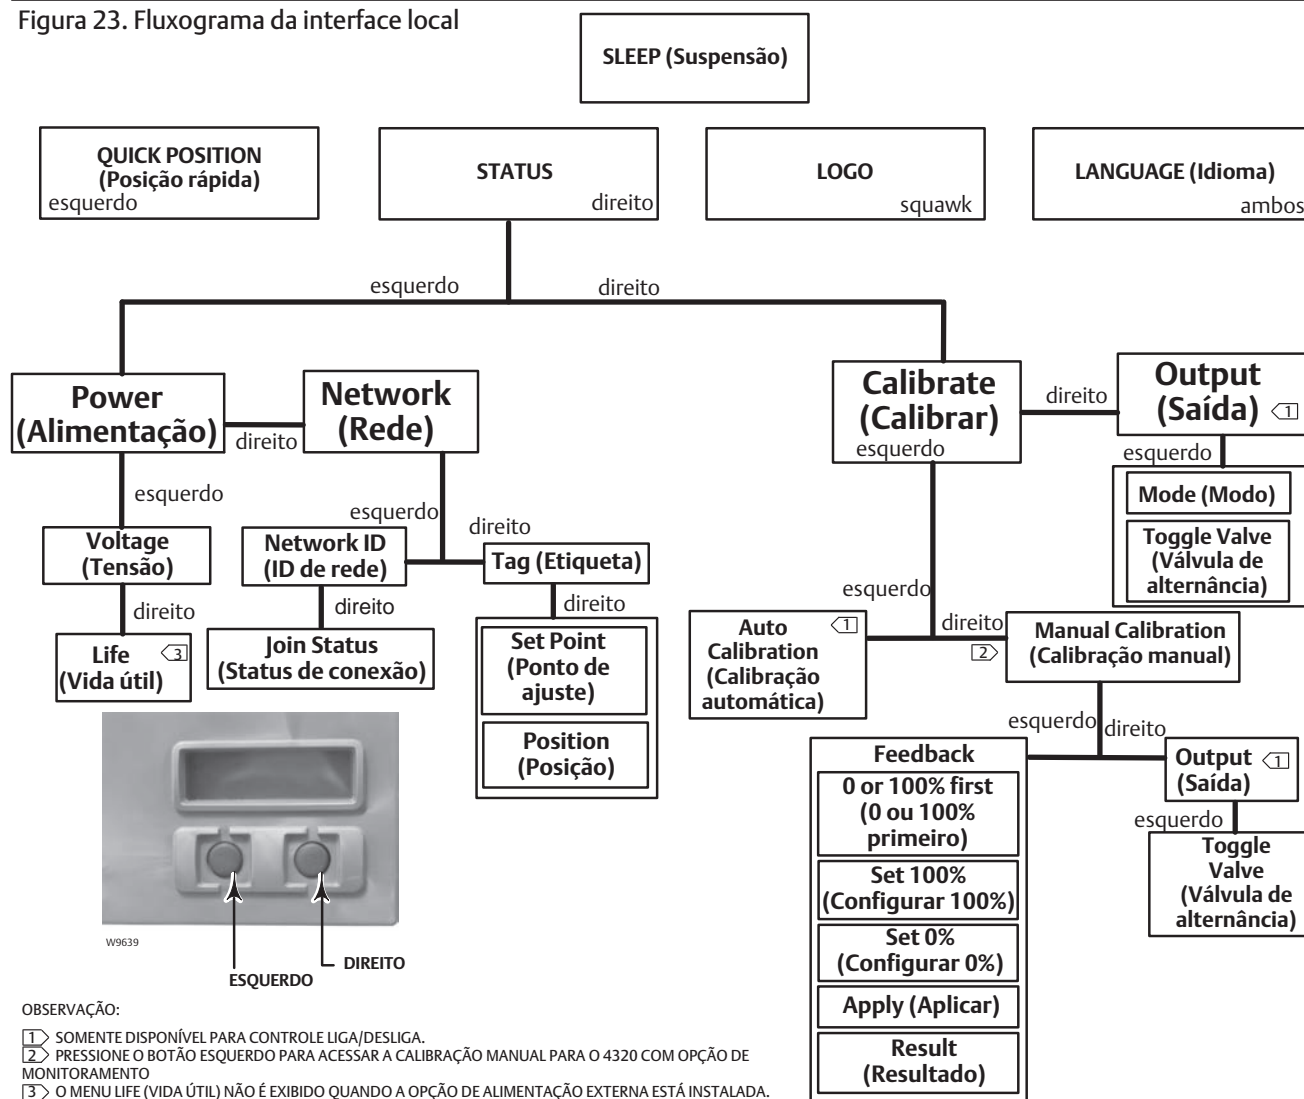 Figura 23. Fluxograma da interface local
SLEEP (Suspensão)
QUICK POSITION
(Posição rápida)
esquerdo
STATUS
direito
LOGO
squawk
LANGUAGE (Idioma)
ambos
esquerdo
direito
Power
(Alimentação)
direito
Network
(Rede)
Calibrate
(Calibrar)
esquerdo
direito
Output
(Saída)
1
esquerdo
Mode (Modo)
Toggle Valve
(Válvula de
alternância)
esquerdo
Voltage
(Tensão)
direito
Life
(Vida útil)
3
esquerdo
direito
Network ID
(ID de rede)
direito
Join Status
(Status de conexão)
Tag (Etiqueta)
direito
Set Point
(Ponto de
ajuste)
Position
(Posição)
esquerdo
direito
Auto
Calibration
(Calibração
automática)
1
2
Manual Calibration
(Calibração manual)
esquerdo
direito
Feedback
0 or 100% first
(0 ou 100%
primeiro)
Set 100%
(Configurar 100%)
Set 0%
(Configurar 0%)
Apply (Aplicar)
Result
(Resultado)
Output
(Saída)
1
esquerdo
Toggle
Valve
(Válvula de
alternância)
W9639
ESQUERDO
DIREITO
OBSERVAÇÃO:
1 SOMENTE DISPONÍVEL PARA CONTROLE LIGA/DESLIGA.
2 PRESSIONE O BOTÃO ESQUERDO PARA ACESSAR A CALIBRAÇÃO MANUAL PARA O 4320 COM OPÇÃO DE
MONITORAMENTO
3 O MENU LIFE (VIDA ÚTIL) NÃO É EXIBIDO QUANDO A OPÇÃO DE ALIMENTAÇÃO EXTERNA ESTÁ INSTALADA.